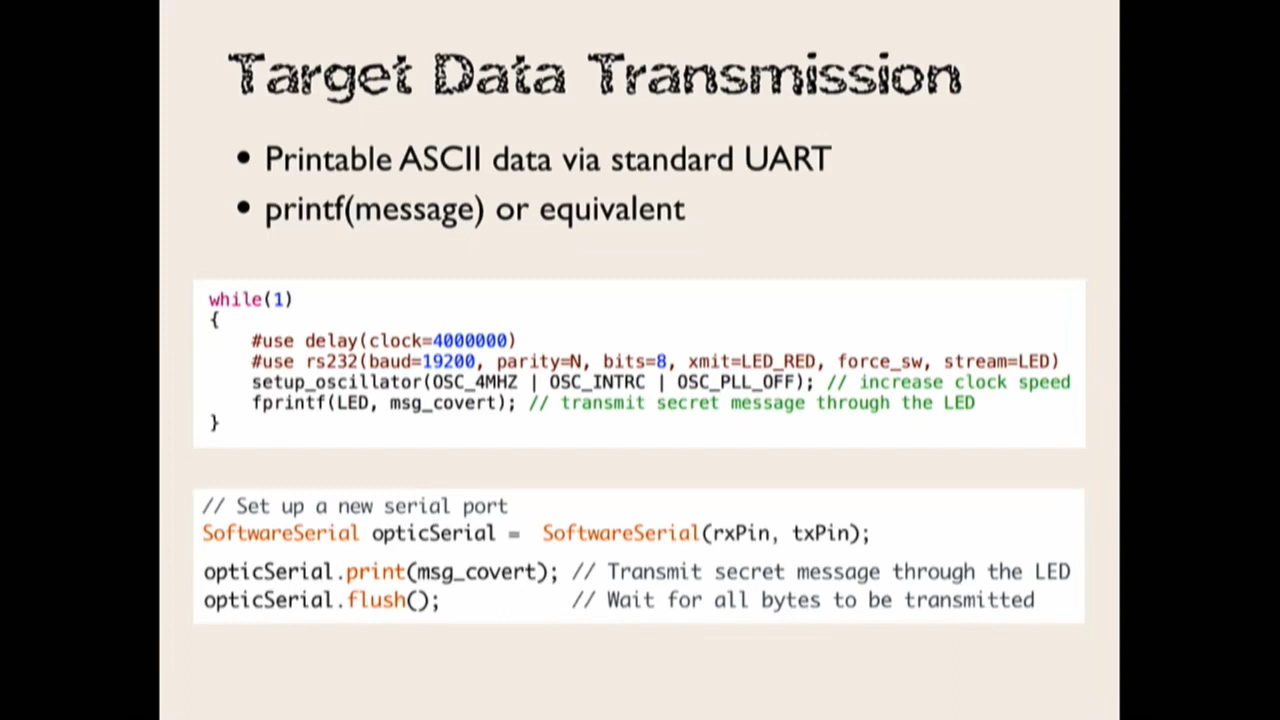 Target Data Transmission
• Printable ASCII data via standard UART
• printf(message) or equivalent
while(1)
{
    #use delay(clock=4000000)
    #use rs232(baud=19200, parity=N, bits=8, xmit=LED_RED, force_sw, stream=LED)
    setup_oscillator(OSC_4MHZ | OSC_INTRC | OSC_PLL_OFF); // increase clock speed
    fprintf(LED, msg_covert); // transmit secret message through the LED
}
// Set up a new serial port
SoftwareSerial opticSerial =  SoftwareSerial(rxPin, txPin);
opticSerial.print(msg_covert); // Transmit secret message through the LED
opticSerial.flush();          // Wait for all bytes to be transmitted